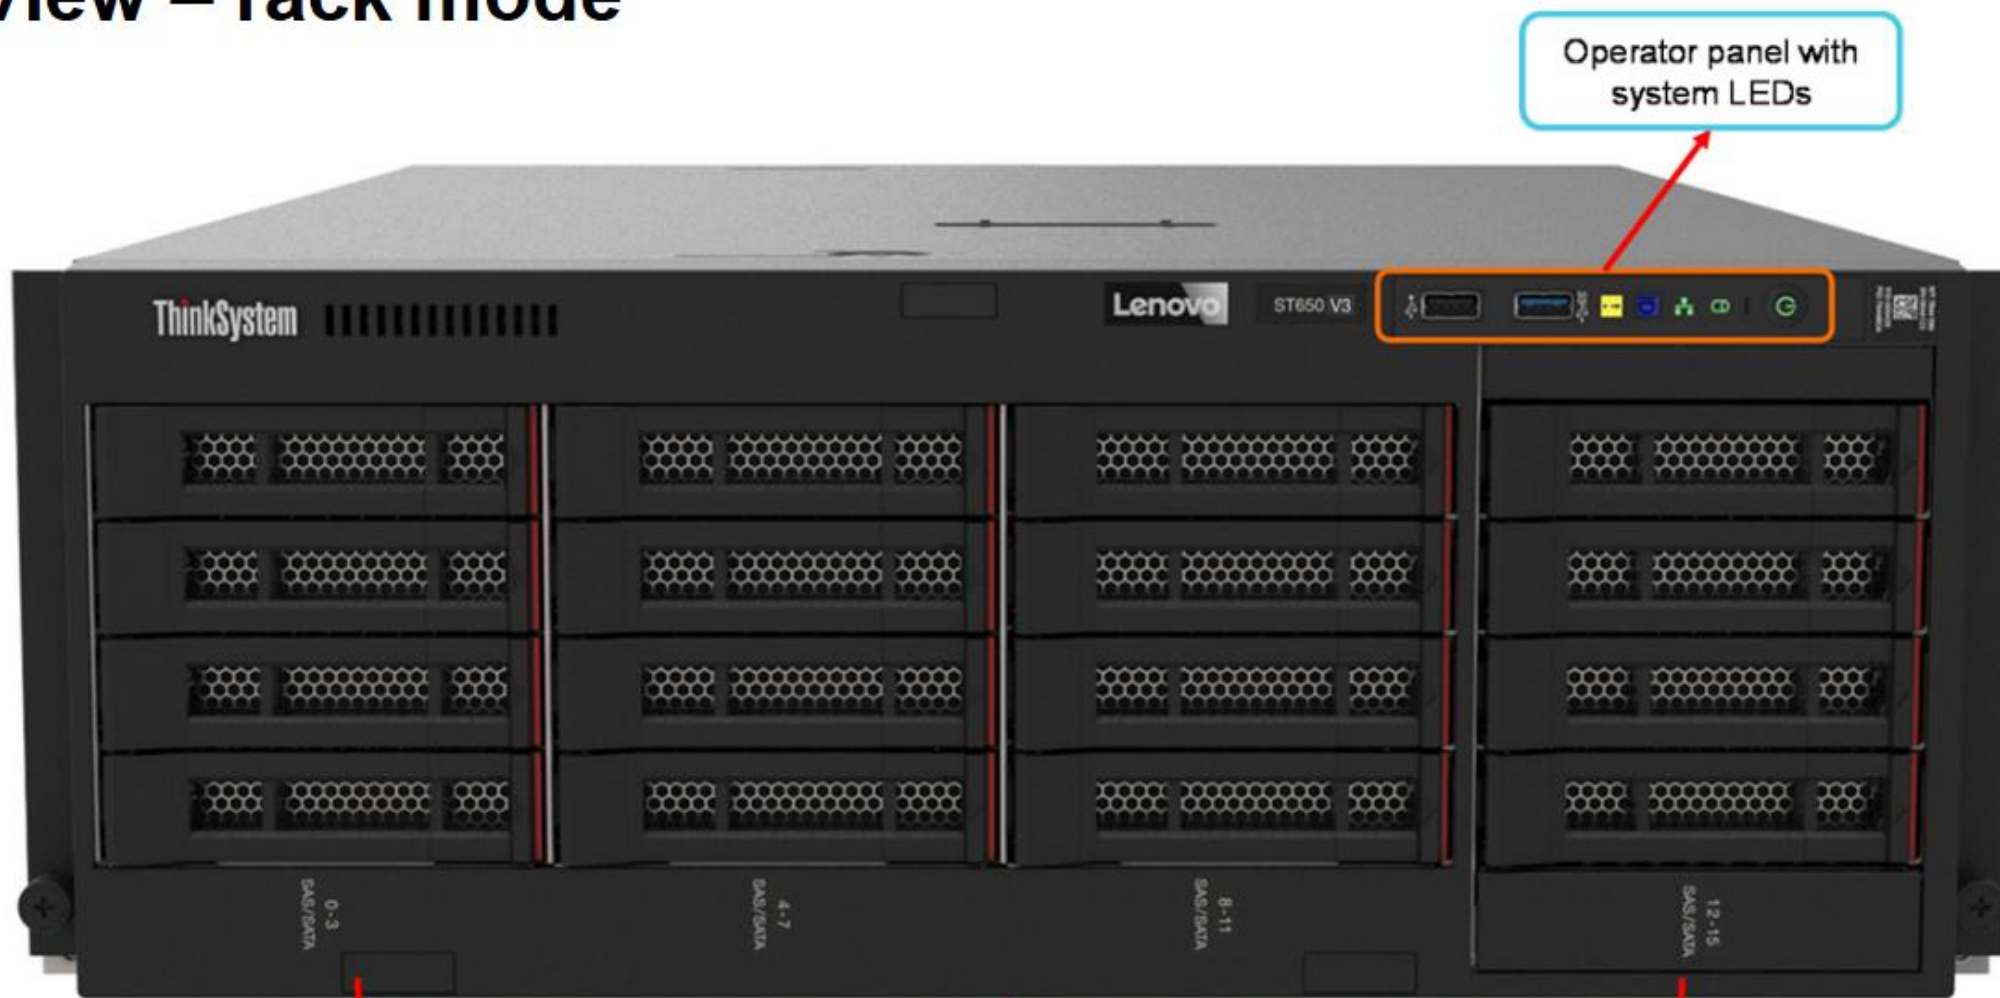 view – rack mode
Operator panel with
system LEDs
ThinkSystem
Lenovo
ST650 V3
0-3
SAS/SATA
4-7
SAS/SATA
8-11
SAS/SATA
12-15
SAS/SATA